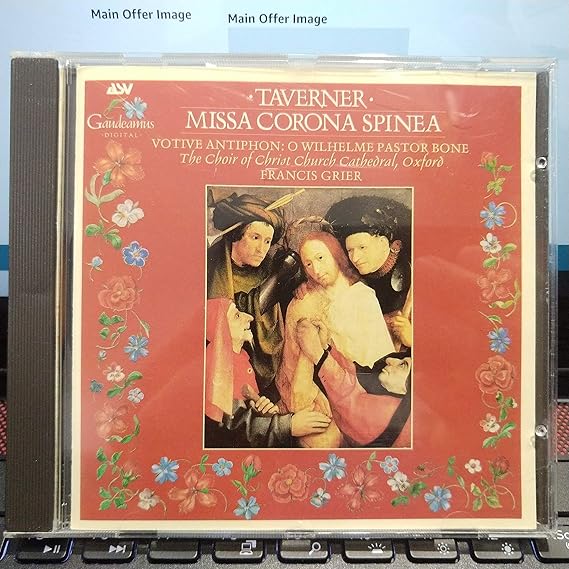 Main Offer Image
Main Offer Image
ASV
Gaudeamus
·DIGITAL·
·TAVERNER·
MISSA CORONA SPINEA
VOTIVE ANTIPHON: O WILHELME PASTOR BONE
The Choir of Christ Church Cathedral, Oxford
FRANCIS GRIER